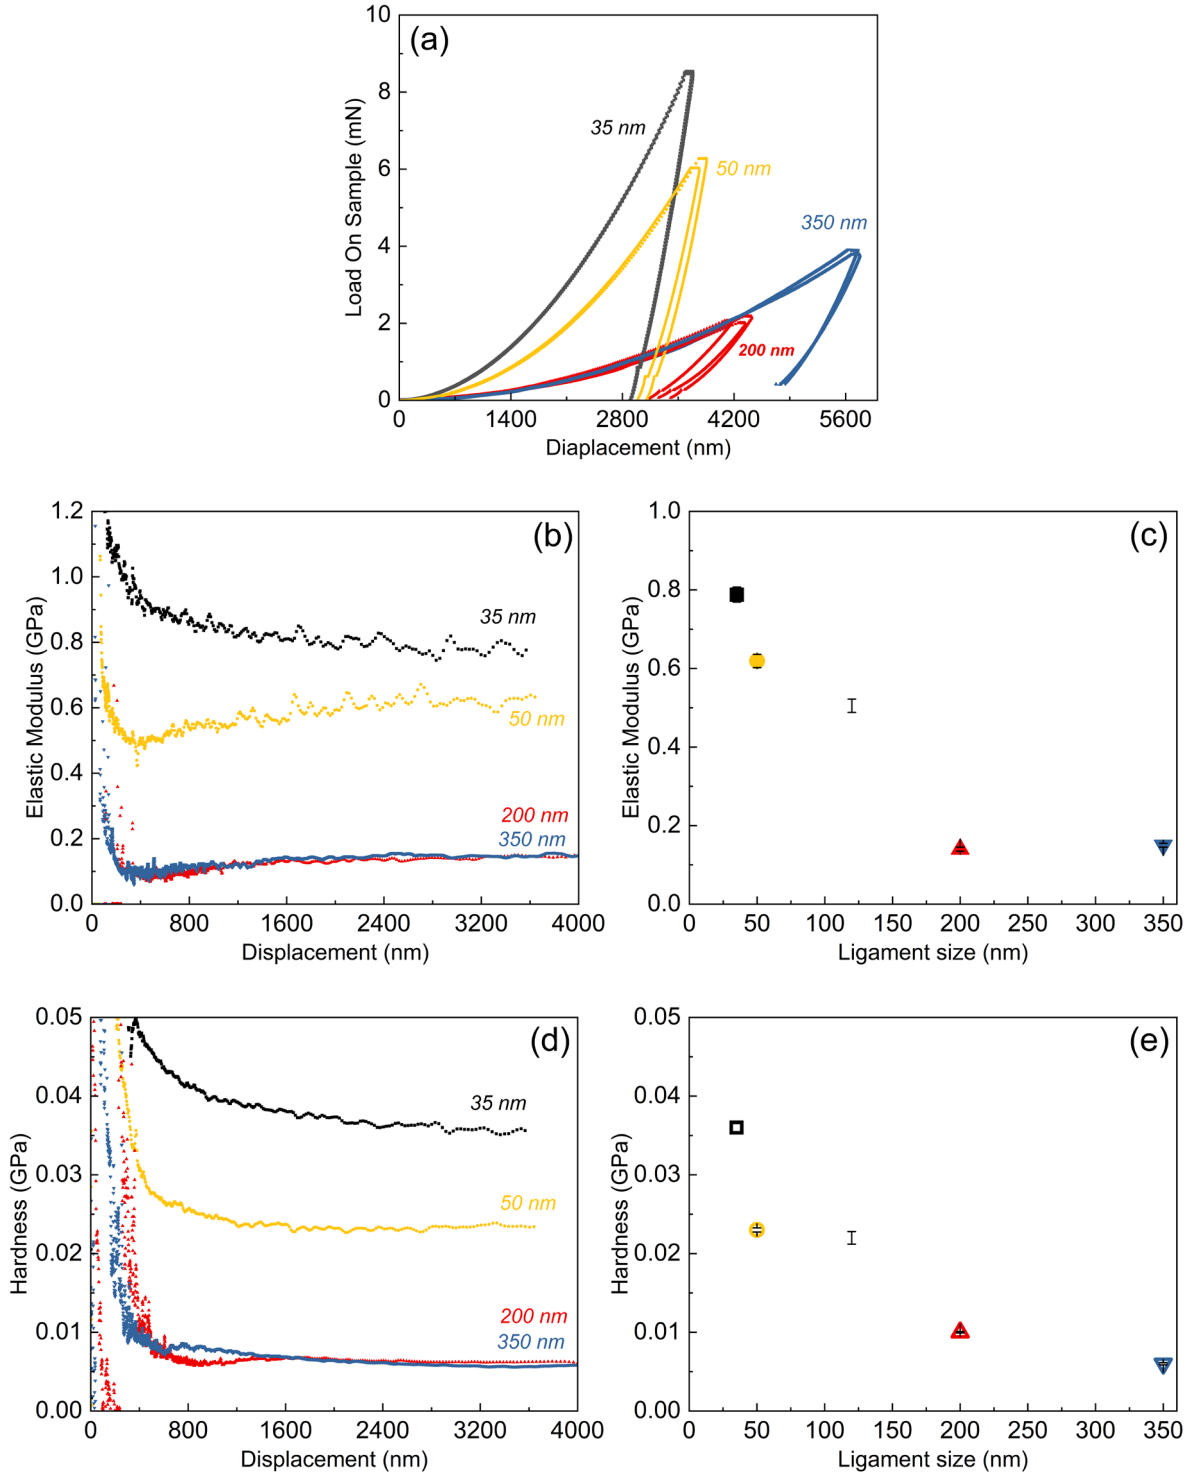 (a)
10
8
6
4
2
0
Load On Sample (mN)
35 nm
50 nm
350 nm
200 nm
0 1400 2800 4200 5600
Diaplacement (nm)
(b)
1.2
1.0
0.8
0.6
0.4
0.2
0.0
Elastic Modulus (GPa)
35 nm
50 nm
200 nm
350 nm
0 800 1600 2400 3200 4000
Displacement (nm)
(c)
1.0
0.8
0.6
0.4
0.2
0.0
Elastic Modulus (GPa)
0 50 100 150 200 250 300 350
Ligament size (nm)
(d)
0.05
0.04
0.03
0.02
0.01
0.00
Hardness (GPa)
35 nm
50 nm
200 nm
350 nm
0 800 1600 2400 3200 4000
Displacement (nm)
(e)
0.05
0.04
0.03
0.02
0.01
0.00
Hardness (GPa)
0 50 100 150 200 250 300 350
Ligament size (nm)